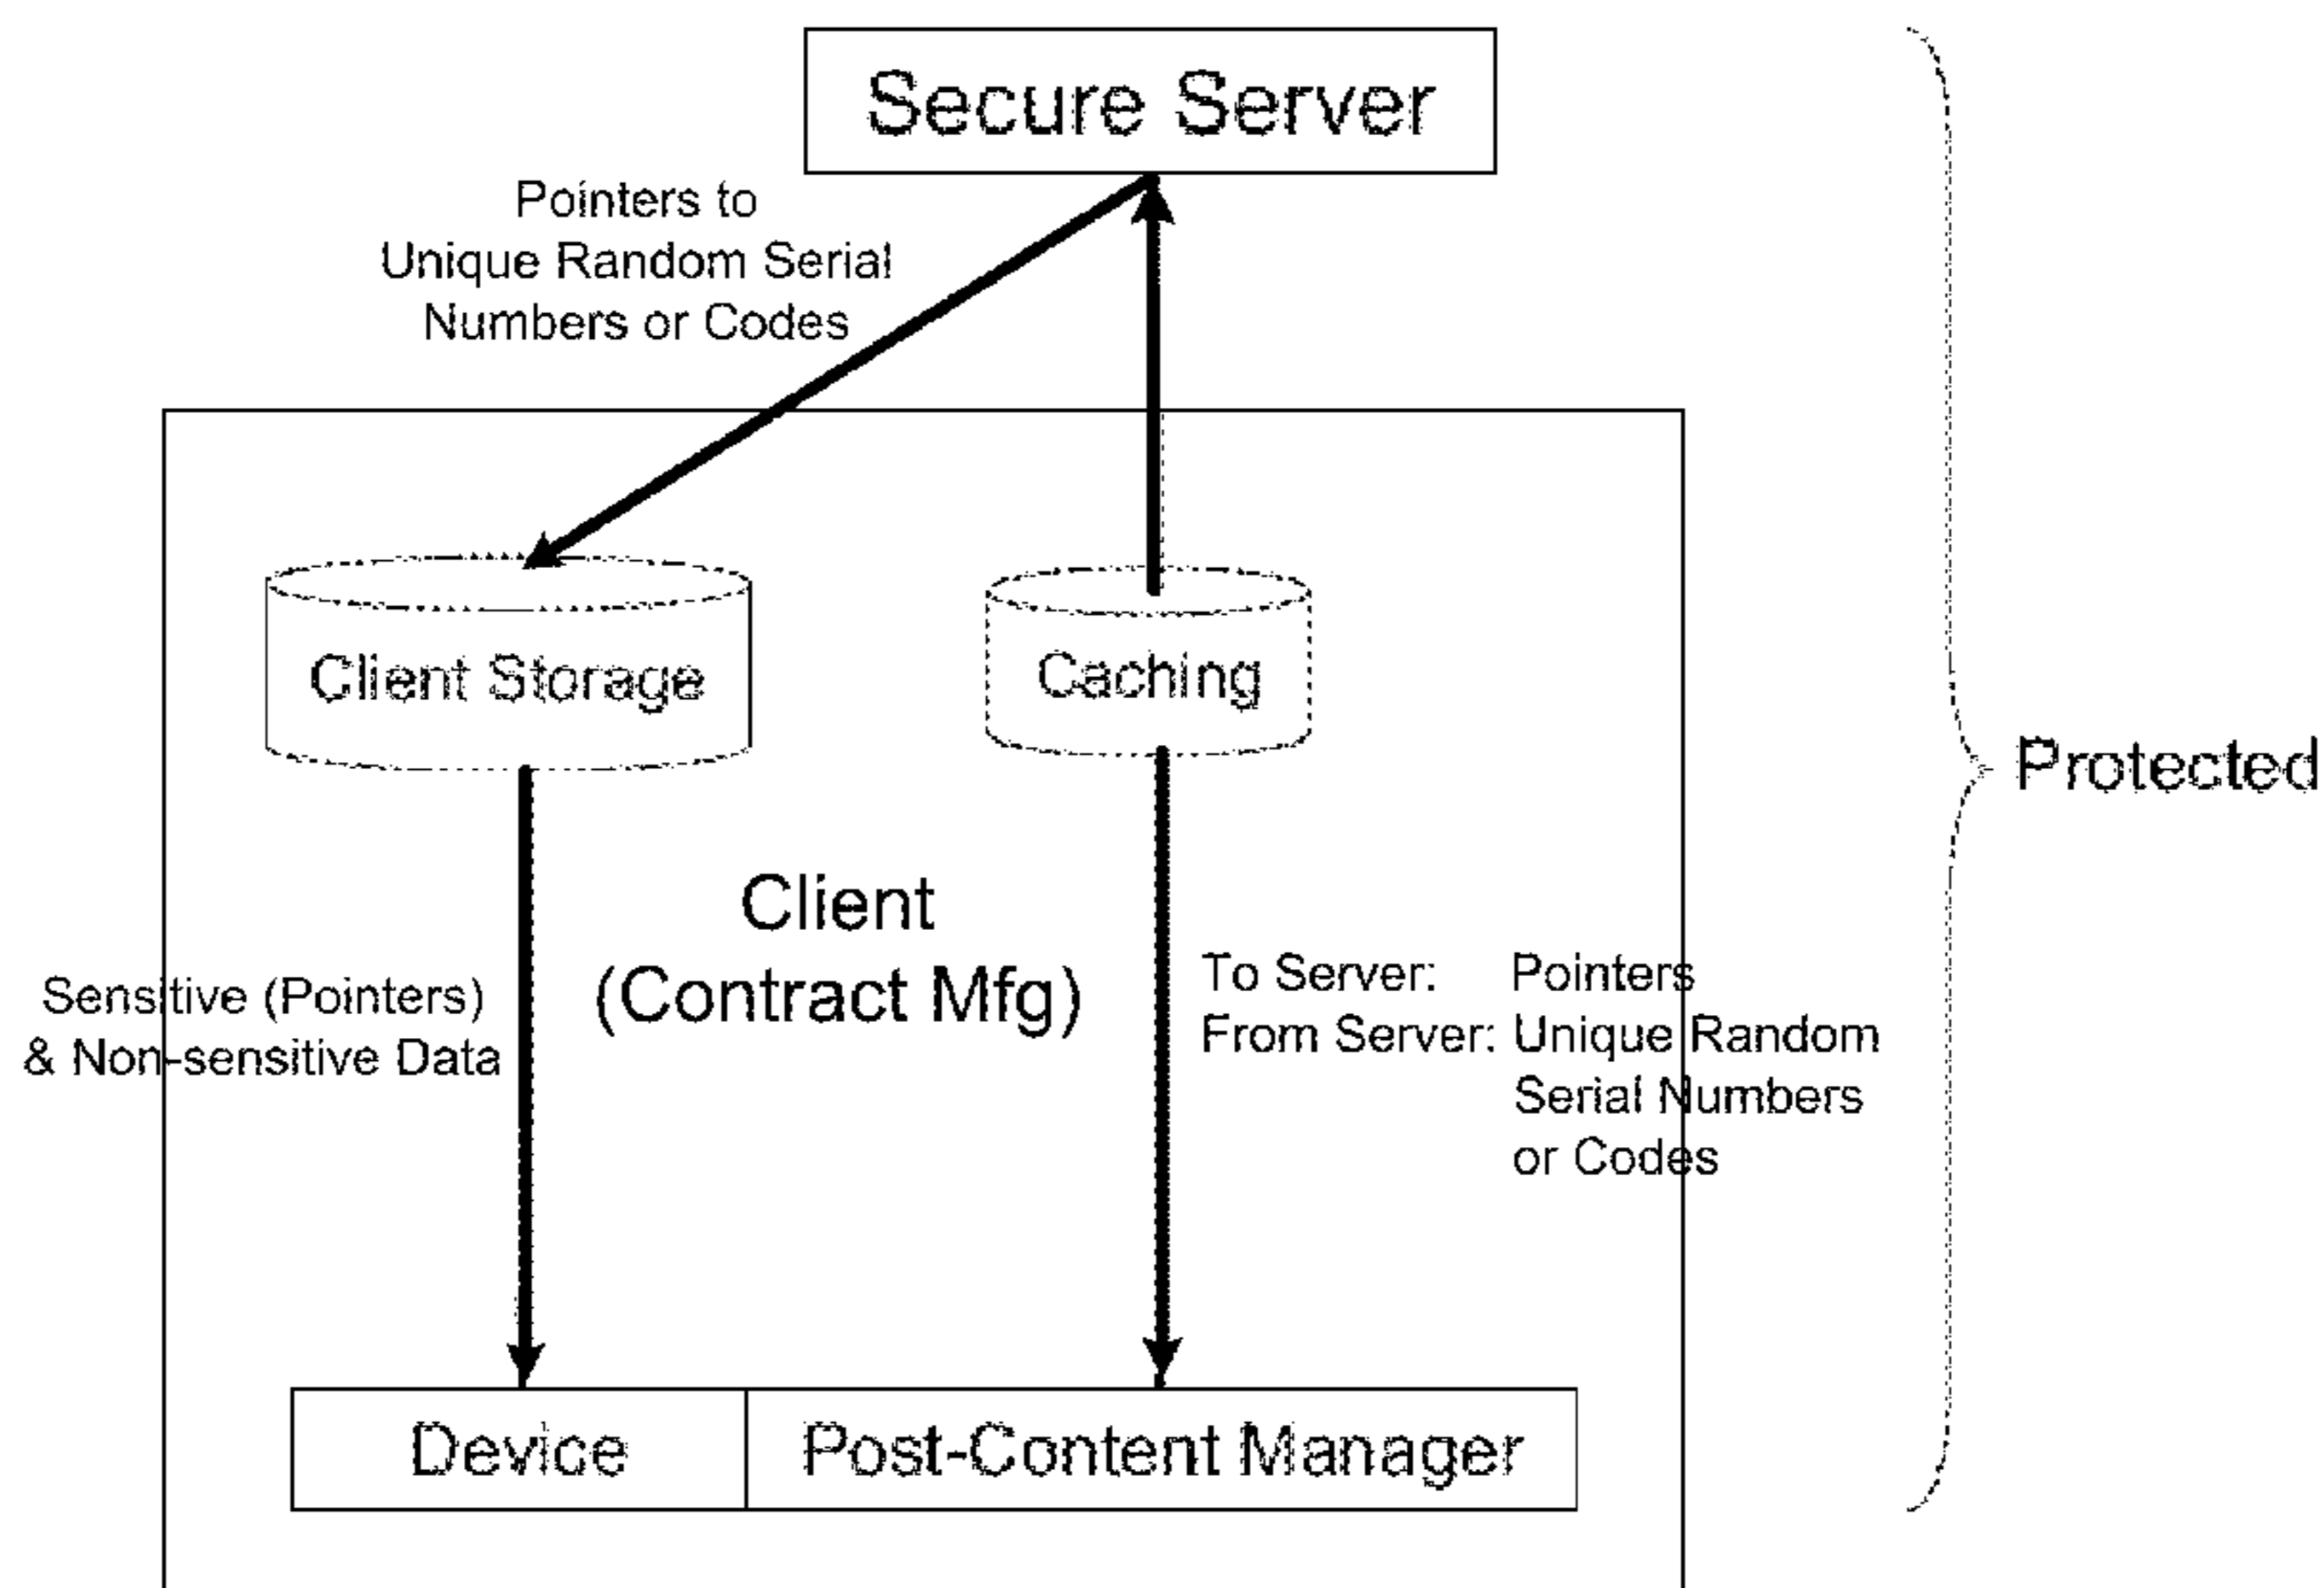 Secure Server
Pointers to
Unique Random Serial
Numbers or Codes
Client Storage
Caching
Protected
Client
(Contract Mfg)
Sensitive (Pointers)
& Non-sensitive Data
To Server: Pointers
From Server: Unique Random
Serial Numbers
or Codes
Device
Post-Content Manager